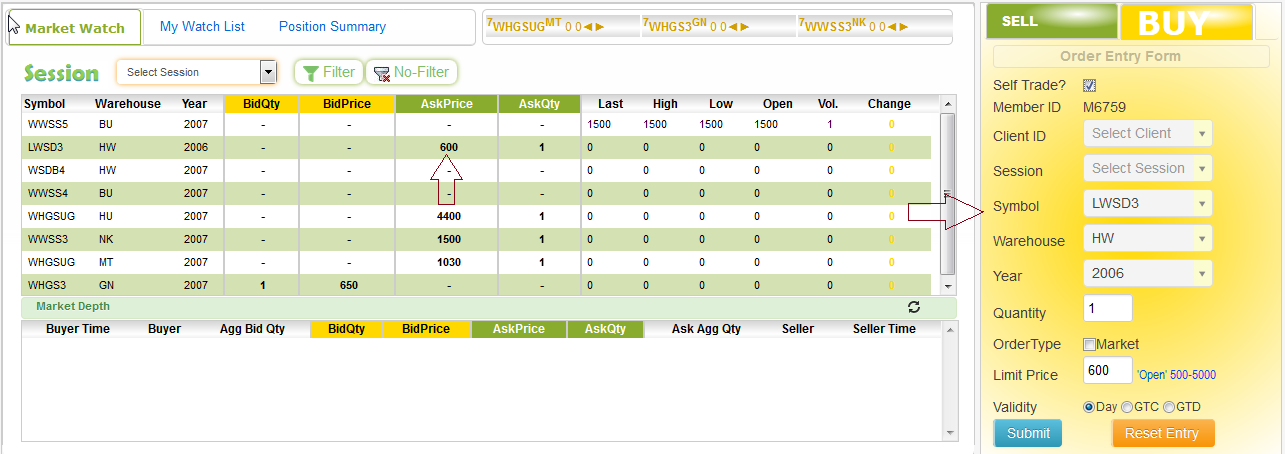 Market Watch My Watch List Position Summary
7WHGSUGMT 0 0◄► 7WHGS3GN 0 0◄► 7WWSS3NK 0 0◄►
Session Select Session Filter No-Filter
Symbol Warehouse Year BidQty BidPrice AskPrice AskQty Last High Low Open Vol. Change
WWSS5 BU 2007 - - - - 1500 1500 1500 1500 1 0
LWSD3 HW 2006 - - 600 1 0 0 0 0 0 0
WSDB4 HW 2007 - - - - 0 0 0 0 0 0
WWSS4 BU 2007 - - - - 0 0 0 0 0 0
WHGSUG HU 2007 - - 4400 1 0 0 0 0 0 0
WWSS3 NK 2007 - - 1500 1 0 0 0 0 0 0
WHGSUG MT 2007 - - 1030 1 0 0 0 0 0 0
WHGS3 GN 2007 1 650 - - 0 0 0 0 0 0
Market Depth
Buyer Time Buyer Agg Bid Qty BidQty BidPrice AskPrice AskQty Ask Agg Qty Seller Seller Time
SELL BUY
Order Entry Form
Self Trade?
Member ID M6759
Client ID Select Client
Session Select Session
Symbol LWSD3
Warehouse HW
Year 2006
Quantity 1
OrderType Market
Limit Price 600 'Open' 500-5000
Validity Day GTC GTD
Submit Reset Entry